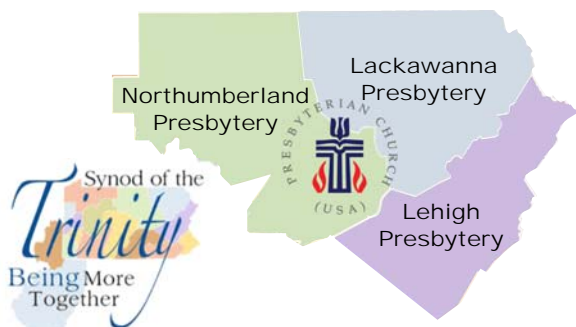 Northumberland
Presbytery
Lackawanna
Presbytery
PRESBYTERIAN CHURCH
(USA)
Lehigh
Presbytery
Synod of the
Trinity
Being More
Together